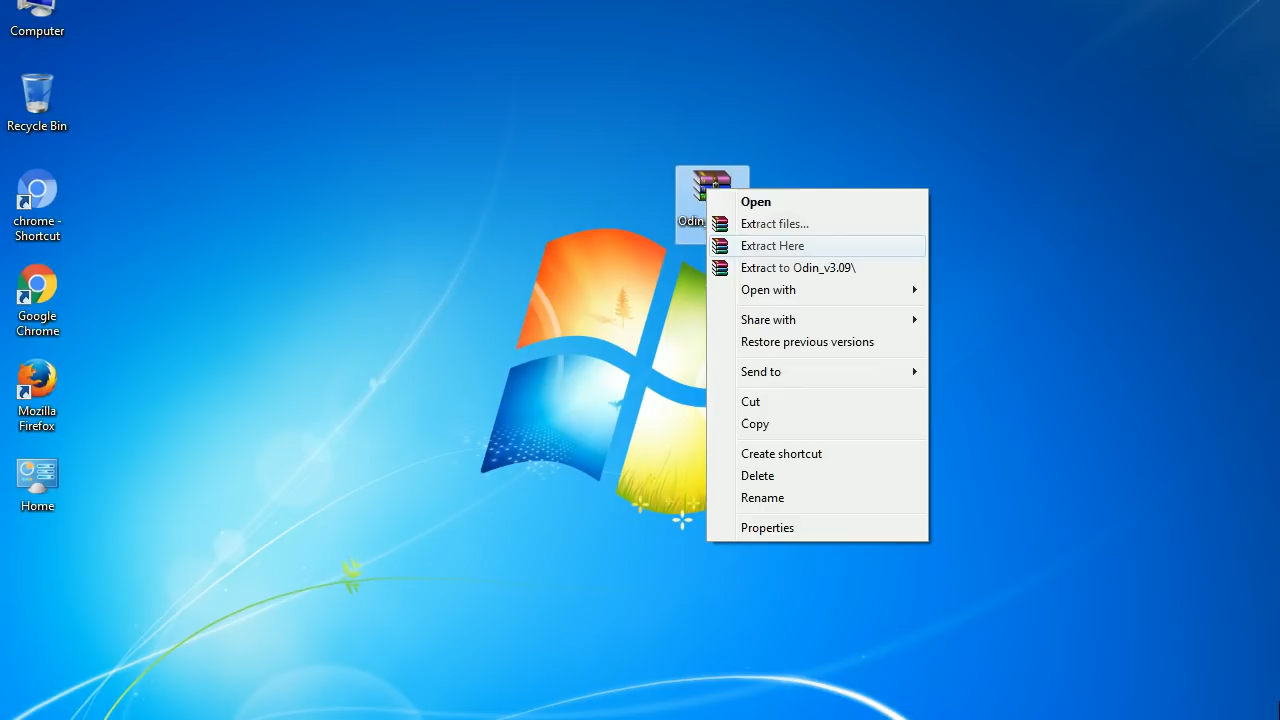 Computer
Recycle Bin
chrome -
Shortcut
Google
Chrome
Mozilla
Firefox
Home
Open
Extract files...
Extract Here
Extract to Odin_v3.09\
Open with
Share with
Restore previous versions
Send to
Cut
Copy
Create shortcut
Delete
Rename
Properties